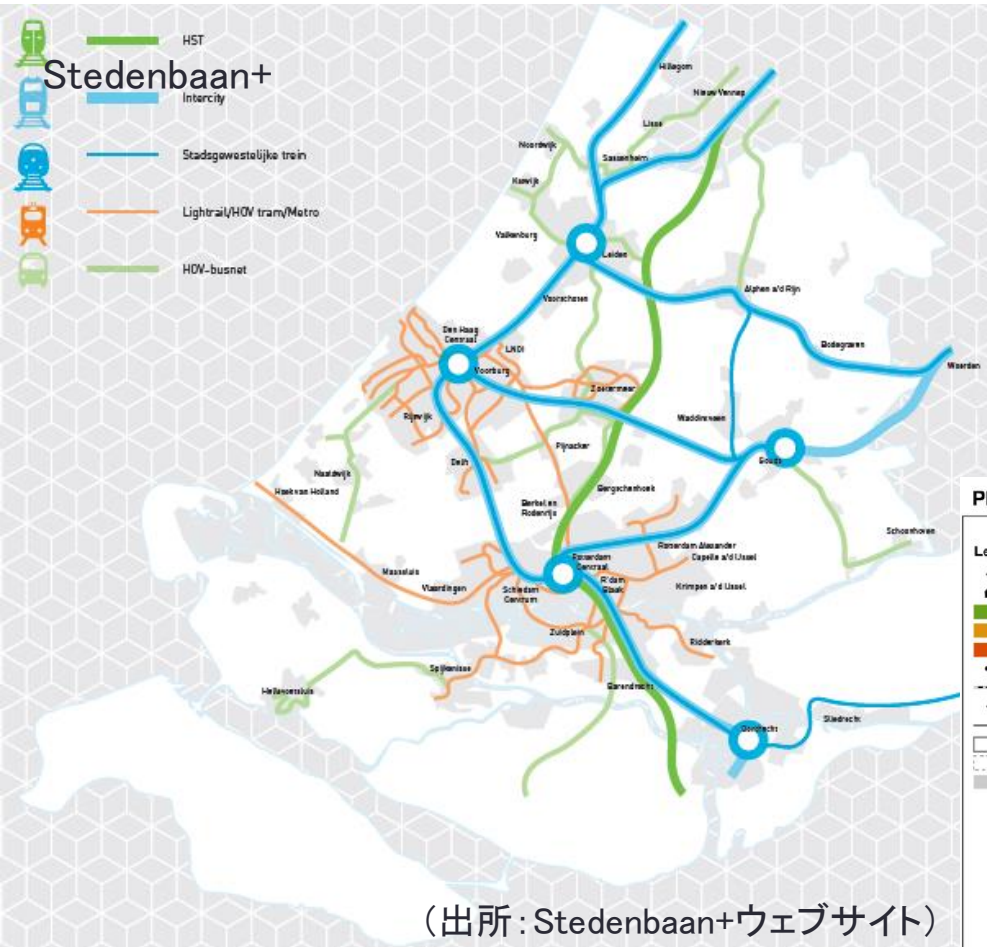 HST
Stedenbaan+
Intercity
Stadsgewestelijke trein
Lightrail/HOV tram/Metro
HOV-busnet
Hillegom
Nieuw Vennep
Lisse
Noordwijk
Sassenheim
Katwijk
Valkenburg
Leiden
Voorschoten
Alphen a/d Rijn
Den Haag
Centraal
LNOI
Voorburg
Bodegraven
Woerden
Zoetermeer
Rijswijk
Waddinxveen
Pijnacker
Delft
Gouda
Naaldwijk
Hoek van Holland
Bergschenhoek
Berkel en
Rodenrijs
Schoonhoven
Rotterdam Alexander
Capelle a/d IJssel
Rotterdam
Centraal
Maassluis
Vlaardingen
Schiedam
Centrum
R'dam
Blaak
Krimpen a/d IJssel
Zuidplein
Ridderkerk
Spijkenisse
Hellevoetsluis
Barendrecht
Dordrecht
Sliedrecht
(出所：Stedenbaan+ウェブサイト)
Pl
Le